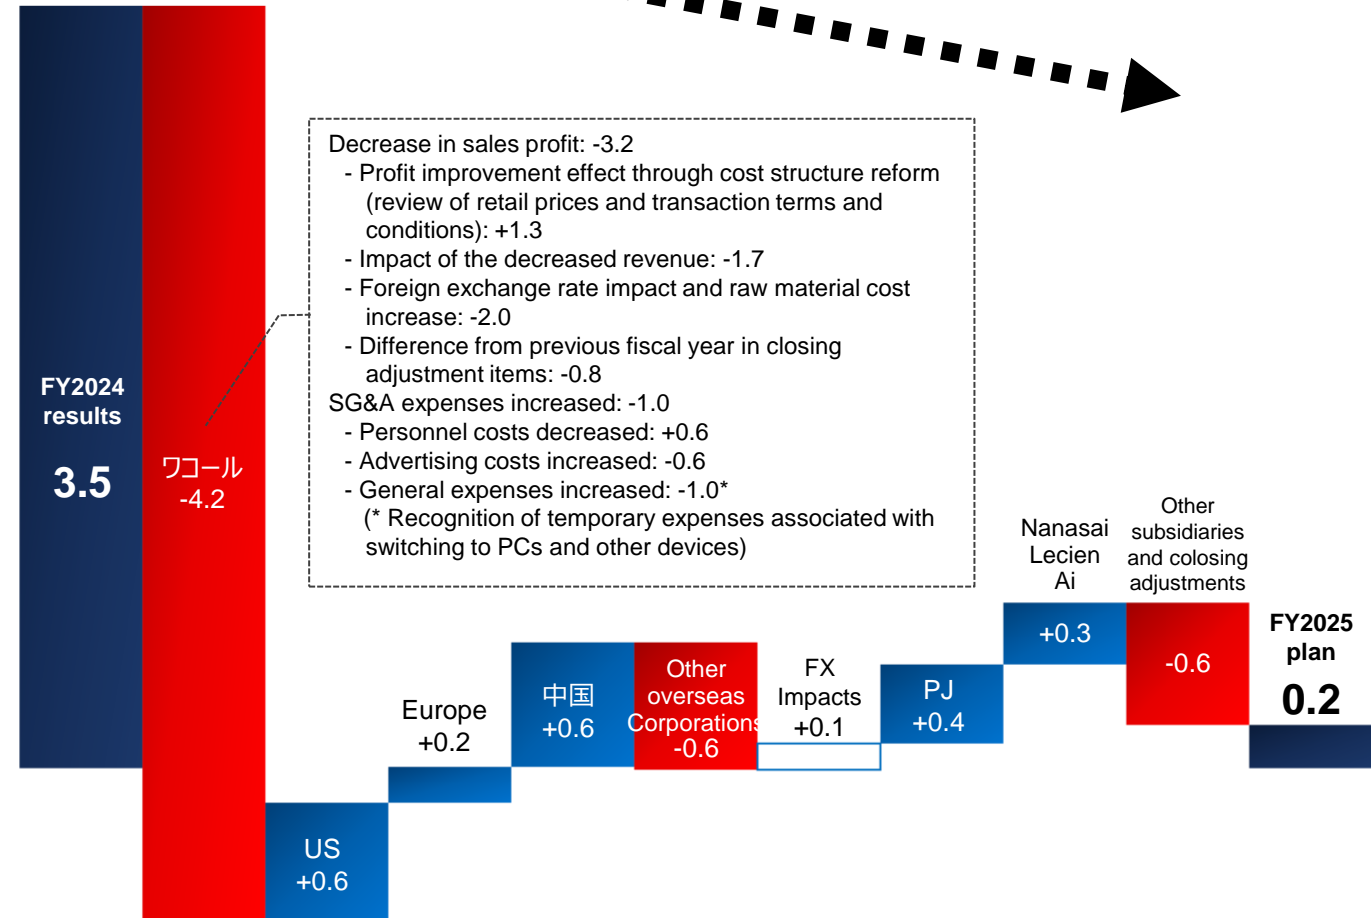 FY2024
results
3.5
ワコール
-4.2
Decrease in sales profit: -3.2
- Profit improvement effect through cost structure reform
(review of retail prices and transaction terms and
conditions): +1.3
- Impact of the decreased revenue: -1.7
- Foreign exchange rate impact and raw material cost
increase: -2.0
- Difference from previous fiscal year in closing
adjustment items: -0.8
SG&A expenses increased: -1.0
- Personnel costs decreased: +0.6
- Advertising costs increased: -0.6
- General expenses increased: -1.0*
(* Recognition of temporary expenses associated with
switching to PCs and other devices)
US
+0.6
Europe
+0.2
中国
+0.6
Other
overseas
Corporations
-0.6
FX
Impacts
+0.1
PJ
+0.4
Nanasai
Lecien
Ai
+0.3
Other
subsidiaries
and colosing
adjustments
-0.6
FY2025
plan
0.2